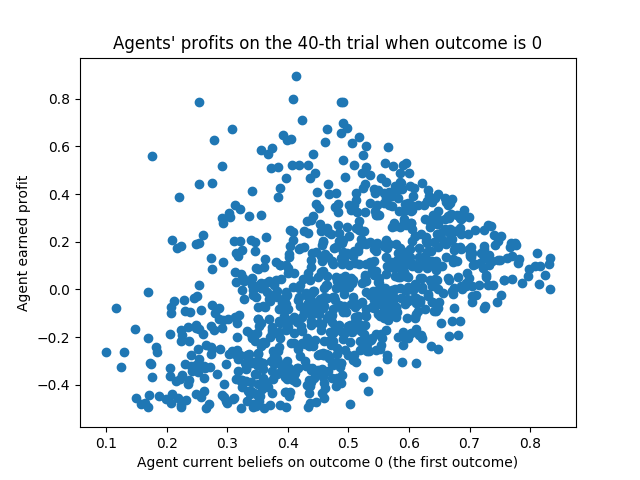 Agents' profits on the 40-th trial when outcome is 0
Agent earned profit
0.8
0.6
0.4
0.2
0.0
−0.2
−0.4
0.1 0.2 0.3 0.4 0.5 0.6 0.7 0.8
Agent current beliefs on outcome 0 (the first outcome)